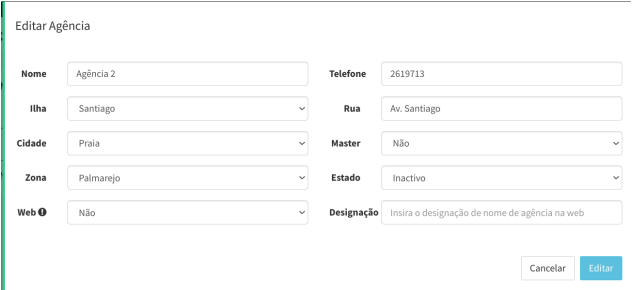 Editar Agência
Nome Agência 2 Telefone 2619713
Ilha Santiago Rua Av. Santiago
Cidade Praia Master Não
Zona Palmarejo Estado Inactivo
Web Não Designação Insira o designação de nome de agência na web
Cancelar Editar